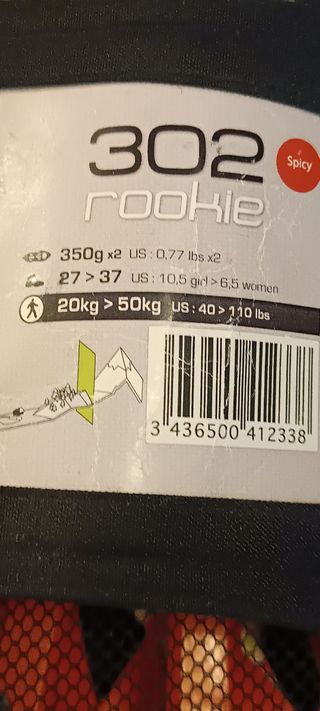 302
rookie
Spicy
350g x2 US : 0,77 lbs x2
27 > 37 US : 10,5 girl > 6,5 women
20kg > 50kg US : 40 > 110 lbs
3 436500 412338